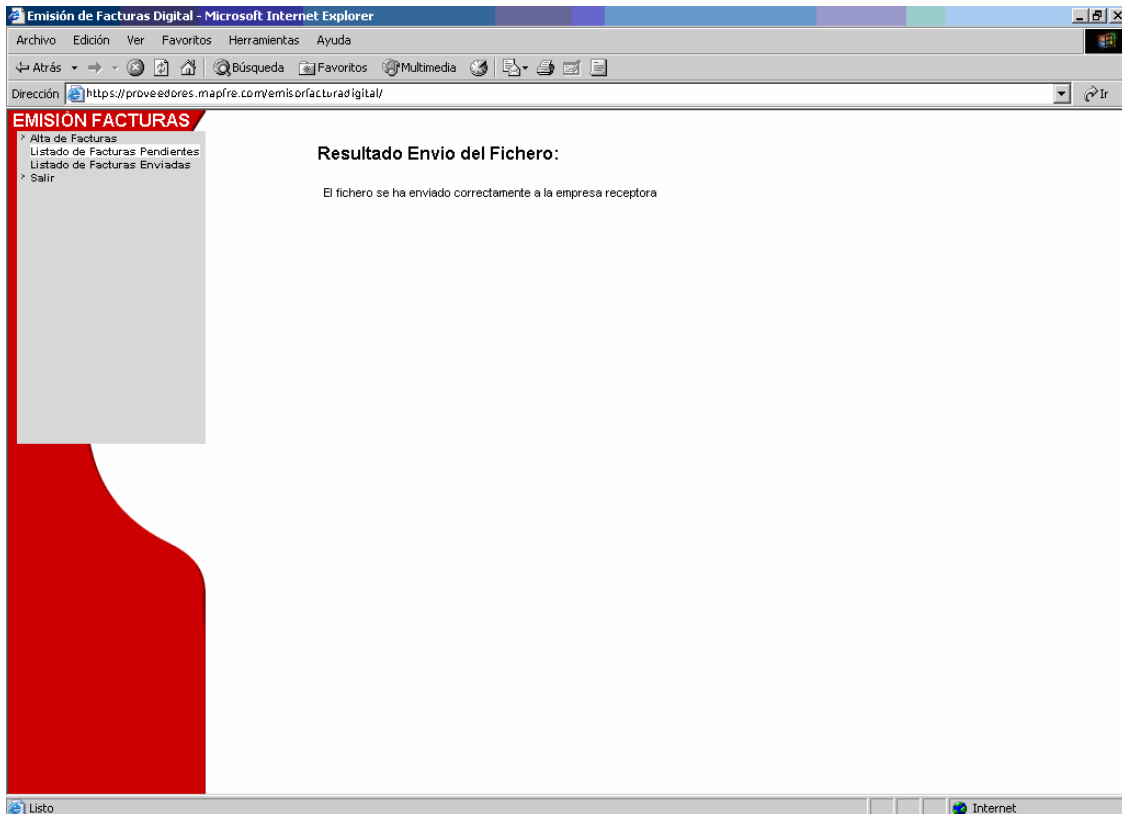 Emisión de Facturas Digital - Microsoft Internet Explorer
Archivo Edición Ver Favoritos Herramientas Ayuda
Atrás Búsqueda Favoritos Multimedia
Dirección https://proveedores.mapfre.com/emisorfacturadigital/ Ir
EMISIÓN FACTURAS
Alta de Facturas
Listado de Facturas Pendientes
Listado de Facturas Enviadas
Salir
Resultado Envio del Fichero:
El fichero se ha enviado correctamente a la empresa receptora
Listo Internet